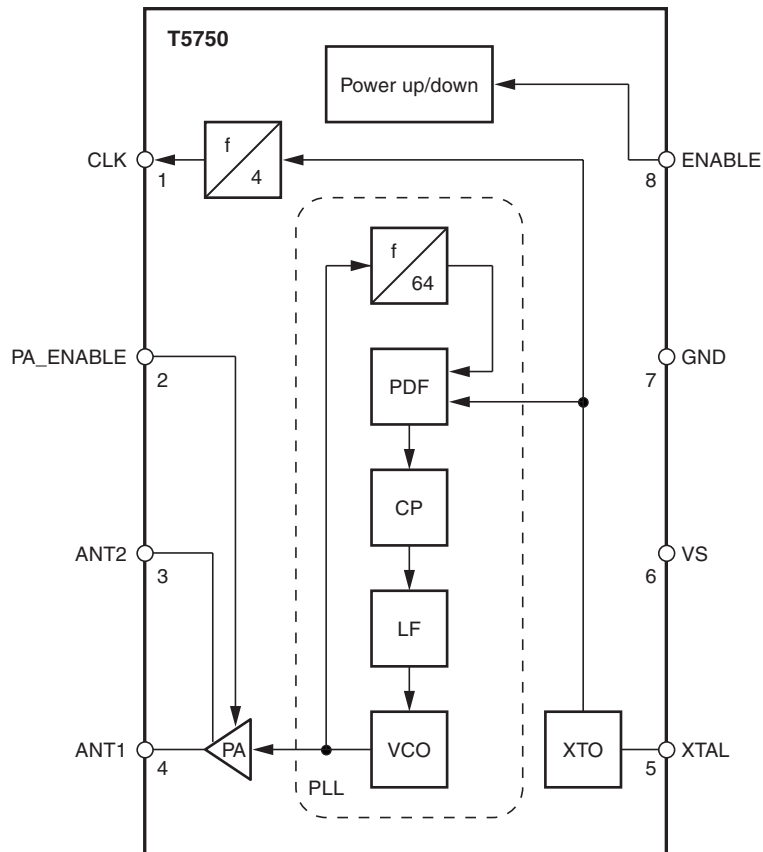 T5750
Power up/down
CLK
1
f
4
ENABLE
8
f
64
PA_ENABLE
2
PDF
GND
7
CP
ANT2
3
VS
6
LF
ANT1
4
PA
VCO
XTO
XTAL
5
PLL